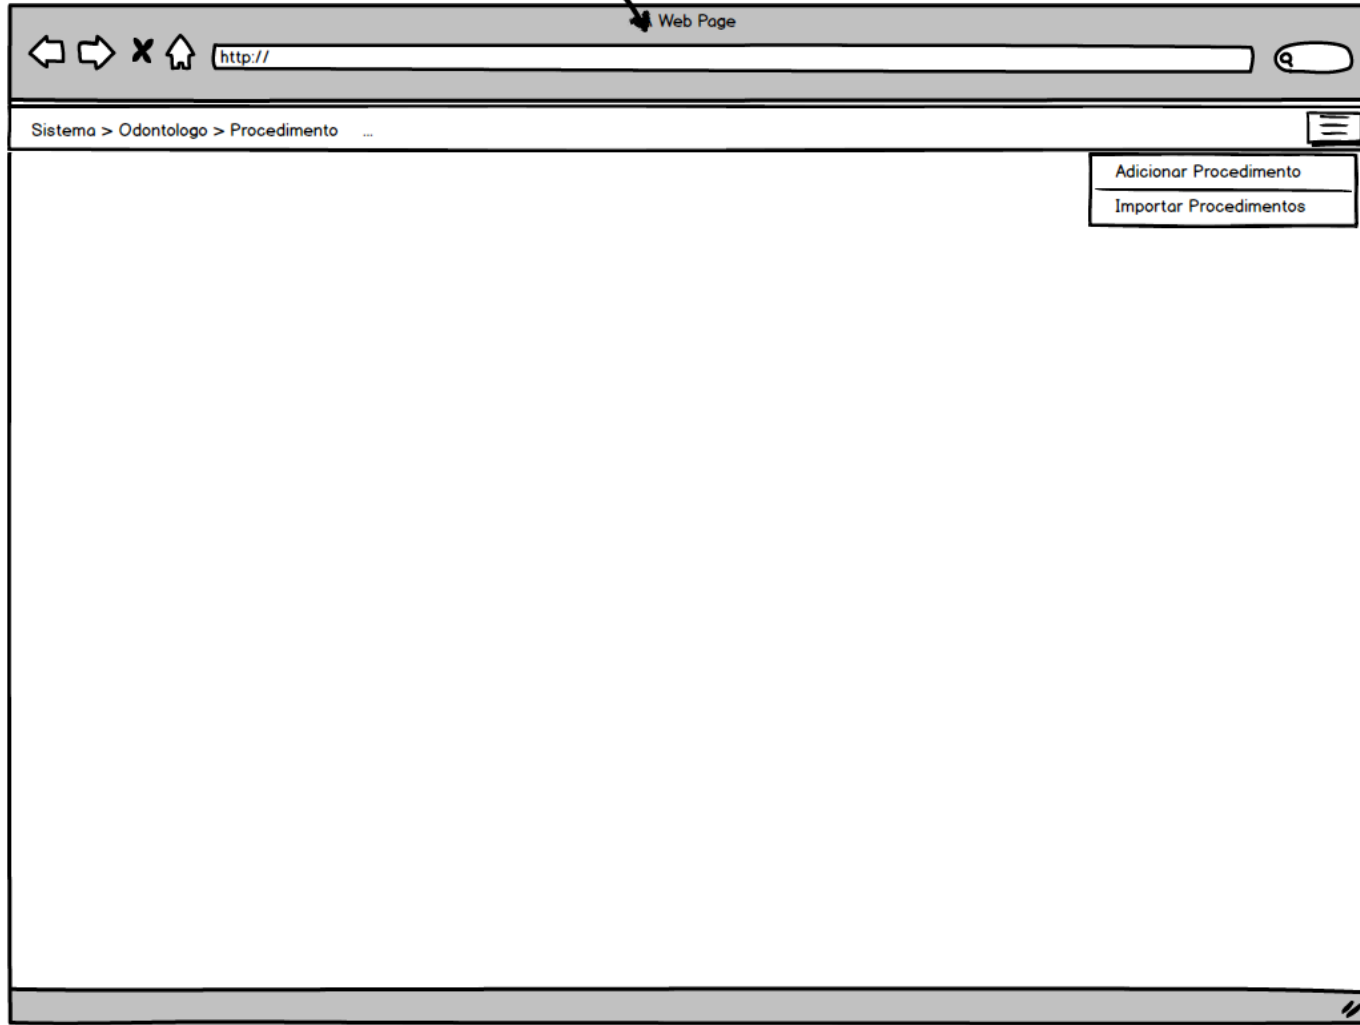 Web Page
http://
Sistema > Odontologo > Procedimento ...
Adicionar Procedimento
Importar Procedimentos